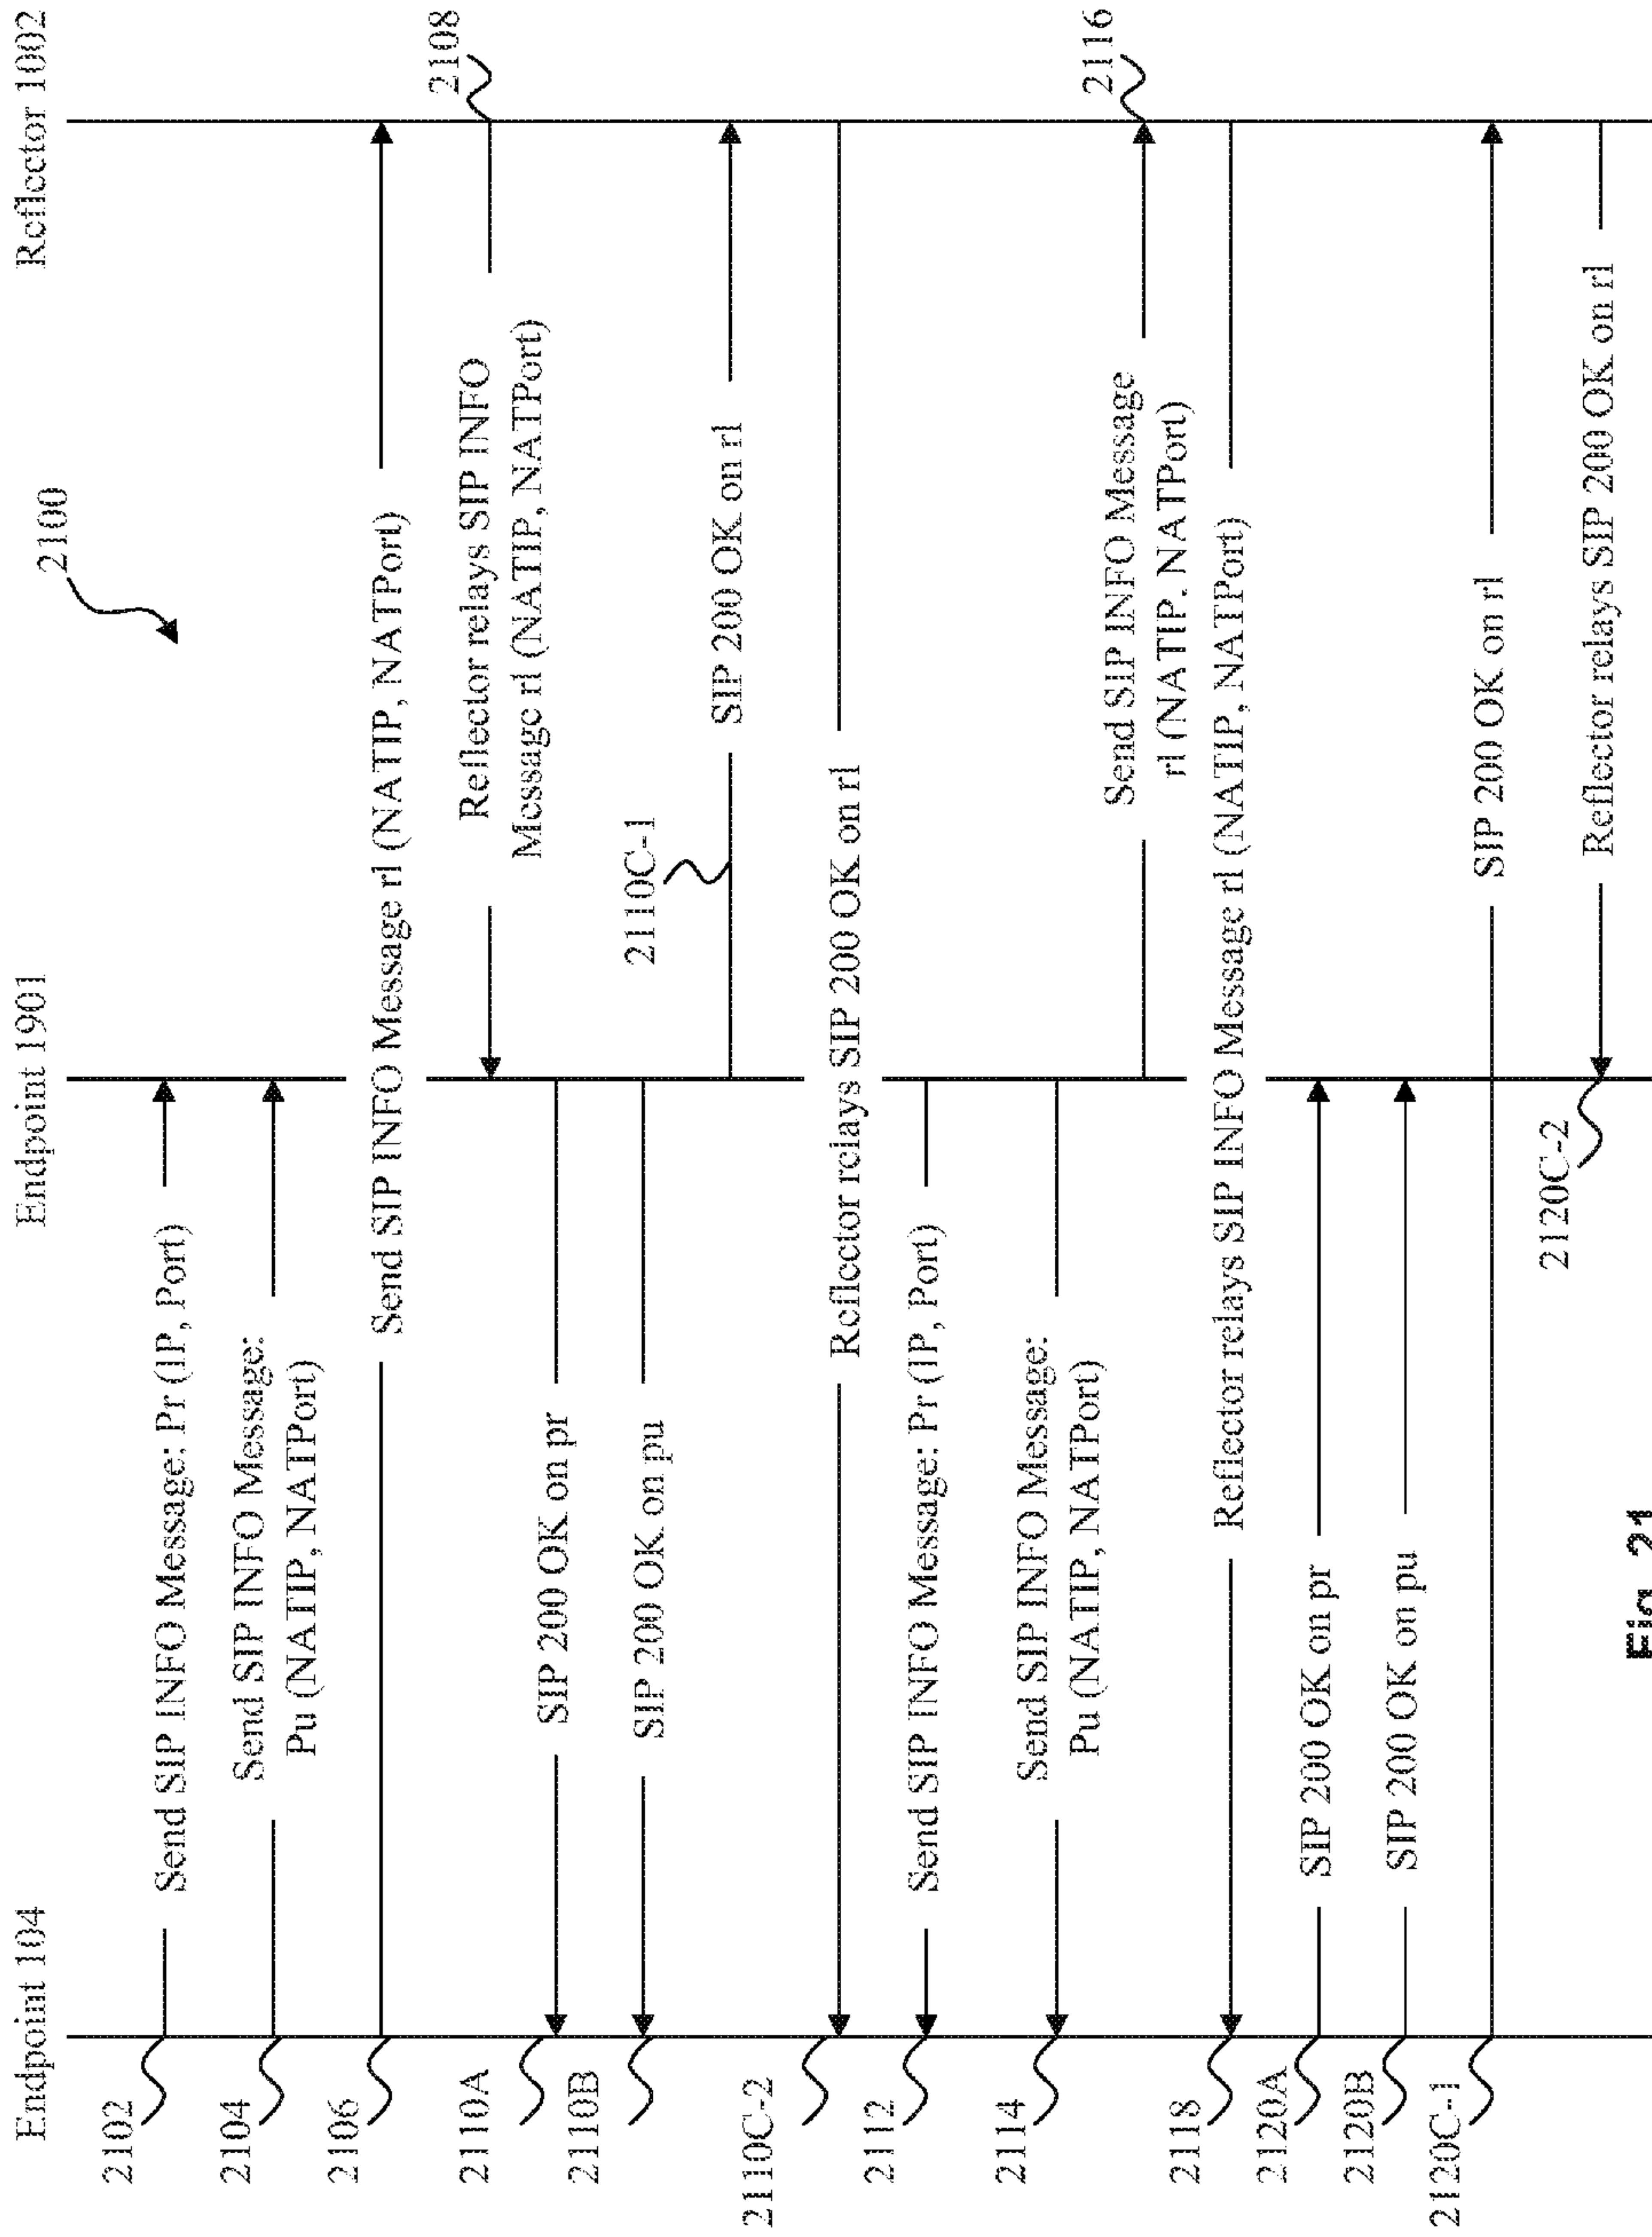 Endpoint 104
Endpoint 1901
Reflector 1002
2100
2102
Send SIP INFO Message: Pr (IP, Port)
2104
Send SIP INFO Message:
Pu (NATIP, NATPort)
2106
Send SIP INFO Message rl (NATIP, NATPort)
2108
Reflector relays SIP INFO
Message rl (NATIP, NATPort)
2110A
SIP 200 OK on pr
2110B
SIP 200 OK on pu
2110C-1
SIP 200 OK on rl
2110C-2
Reflector relays SIP 200 OK on rl
2112
Send SIP INFO Message: Pr (IP, Port)
2114
Send SIP INFO Message:
Pu (NATIP, NATPort)
2116
Send SIP INFO Message
rl (NATIP. NATPort)
2118
Reflector relays SIP INFO Message rl (NATIP, NATPort)
2120A
SIP 200 OK on pr
2120B
SIP 200 OK on pu
2120C-1
SIP 200 OK on rl
2120C-2
Reflector relays SIP 200 OK on rl
Fig. 21